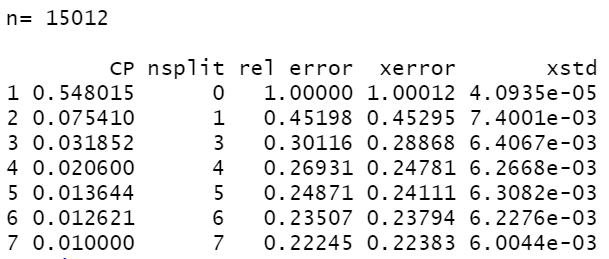 n= 15012
CP nsplit rel error xerror xstd
1 0.548015 0 1.00000 1.00012 4.0935e-05
2 0.075410 1 0.45198 0.45295 7.4001e-03
3 0.031852 3 0.30116 0.28868 6.4067e-03
4 0.020600 4 0.26931 0.24781 6.2668e-03
5 0.013644 5 0.24871 0.24111 6.3082e-03
6 0.012621 6 0.23507 0.23794 6.2276e-03
7 0.010000 7 0.22245 0.22383 6.0044e-03